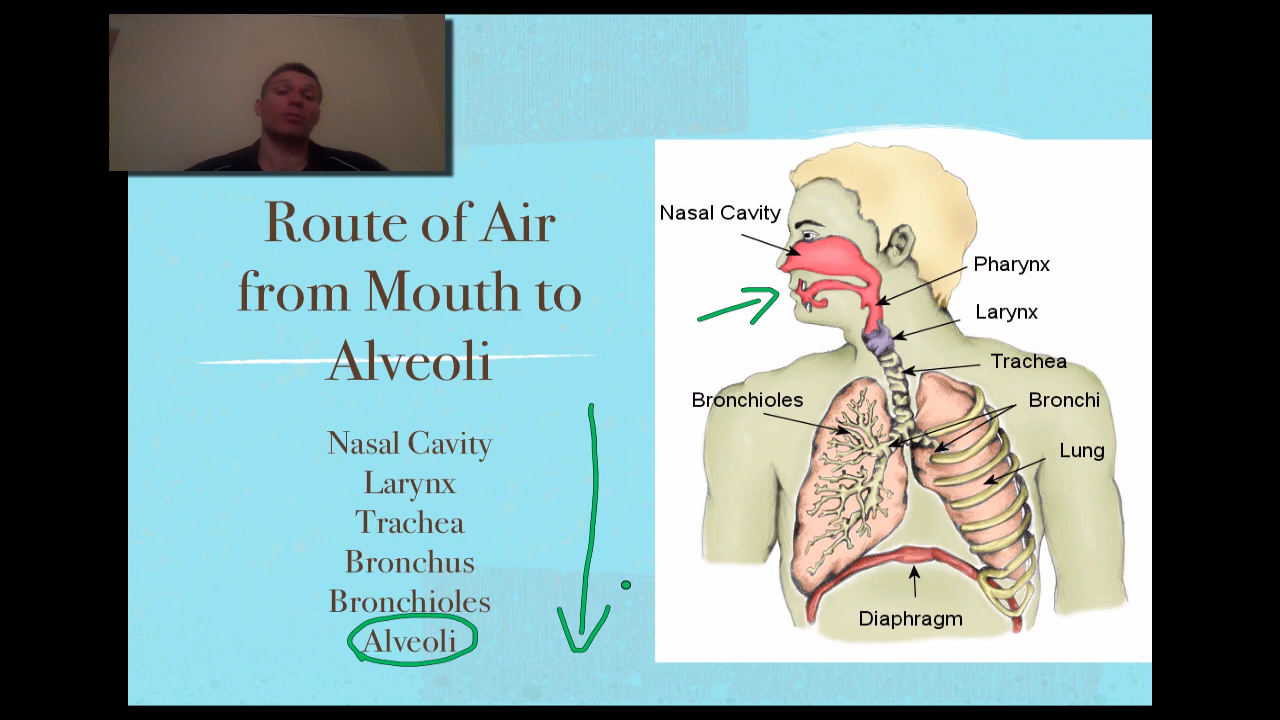 Route of Air
from Mouth to
Alveoli
Nasal Cavity
Larynx
Trachea
Bronchus
Bronchioles
Alveoli
Nasal Cavity
Pharynx
Larynx
Trachea
Bronchioles
Bronchi
Lung
Diaphragm